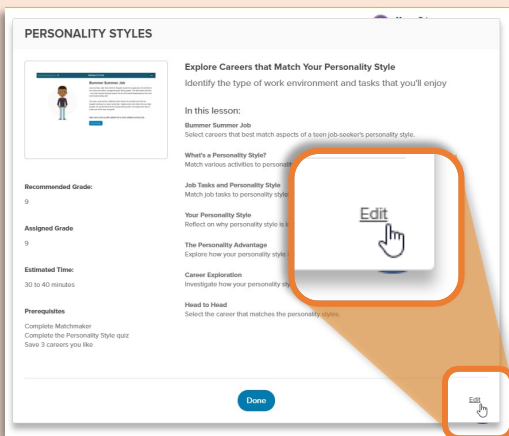 PERSONALITY STYLES
Bummer Summer Job
Recommended Grade:
9
Assigned Grade
9
Estimated Time:
30 to 40 minutes
Prerequisites
Complete Matchmaker
Complete the Personality Style quiz
Save 3 careers you like
Explore Careers that Match Your Personality Style
Identify the type of work environment and tasks that you'll enjoy
In this lesson:
Bummer Summer Job
Select careers that best match aspects of a teen job-seeker's personality style.
What's a Personality Style?
Match various activities to
Job Tasks and Personality Style
Match job tasks to personality
Your Personality Style
Reflect on why personality style is
The Personality Advantage
Explore how your personality style
Career Exploration
Investigate how your personality
Head to Head
Select the career that matches the personality styles.
Edit
Done
Edit